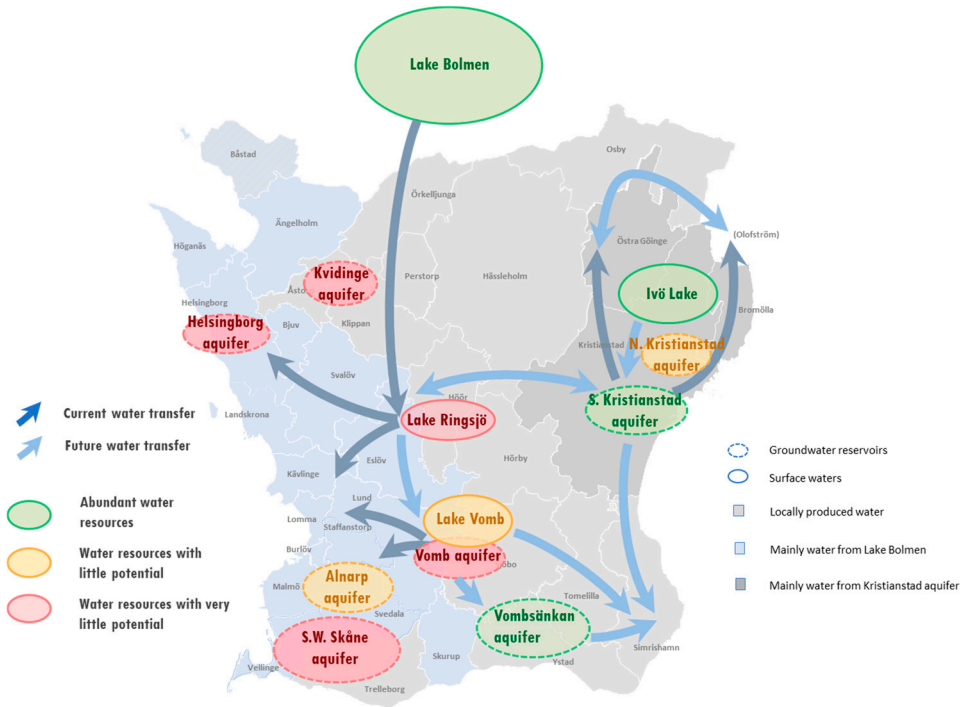 Lake Bolmen
Båstad
Osby
Örkelljunga
Ängelholm
Höganäs
Östra Göinge
(Olofström)
Kvidinge
aquifer
Åsto
Perstorp
Hässleholm
Ivö Lake
Helsingborg
Bromölla
Helsingborg
aquifer
Bjuv
Klippan
Kristianstad
N. Kristianstad
aquifer
Svalöv
Höör
S. Kristianstad
aquifer
Landskrona
Lake Ringsjö
Current water transfer
Future water transfer
Eslöv
Hörby
Kävlinge
Groundwater reservoirs
Surface waters
Abundant water
resources
Lund
Lomma
Staffanstorp
Lake Vomb
Locally produced water
Burlöv
Vomb aquifer
öbo
Mainly water from Lake Bolmen
Water resources with
little potential
Malmö
Alnarp
aquifer
Tomelilla
Mainly water from Kristianstad aquifer
Water resources with very
little potential
Svedala
Vombsänkan
aquifer
S.W. Skåne
aquifer
Simrishamn
Vellinge
Skurup
Ystad
Trelleborg